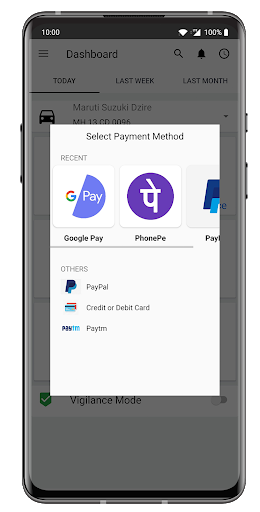 10:00
100%
Dashboard
TODAY LAST WEEK LAST MONTH
Maruti Suzuki Dzire
MH 13 CD 0096
Select Payment Method
RECENT
G Pay
पे
Google Pay PhonePe PayP
OTHERS
PayPal
Credit or Debit Card
Paytm Paytm
Vigilance Mode